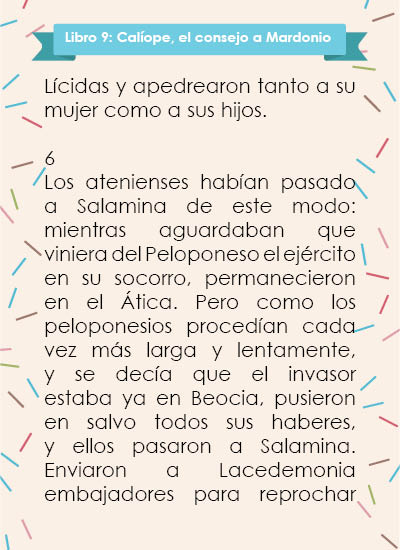 Libro 9: Calíope, el consejo a Mardonio
Lícidas y apedrearon tanto a su
mujer como a sus hijos.
6
Los atenienses habían pasado
a Salamina de este modo:
mientras aguardaban que
viniera del Peloponeso el ejército
en su socorro, permanecieron
en el Ática. Pero como los
peloponesios procedían cada
vez más larga y lentamente,
y se decía que el invasor
estaba ya en Beocia, pusieron
en salvo todos sus haberes,
y ellos pasaron a Salamina.
Enviaron a Lacedemonia
embajadores para reprochar